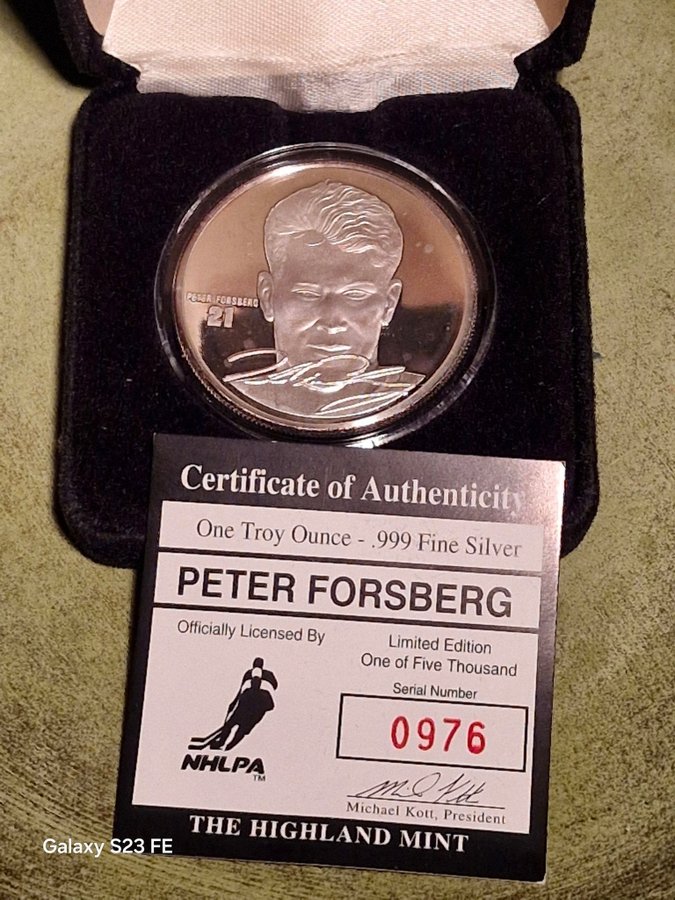 PETER FORSBERG
21
Certificate of Authenticity
One Troy Ounce - .999 Fine Silver
PETER FORSBERG
Officially Licensed By
NHLPA
TM
Limited Edition
One of Five Thousand
Serial Number
0976
Michael Kott, President
THE HIGHLAND MINT
Galaxy S23 FE